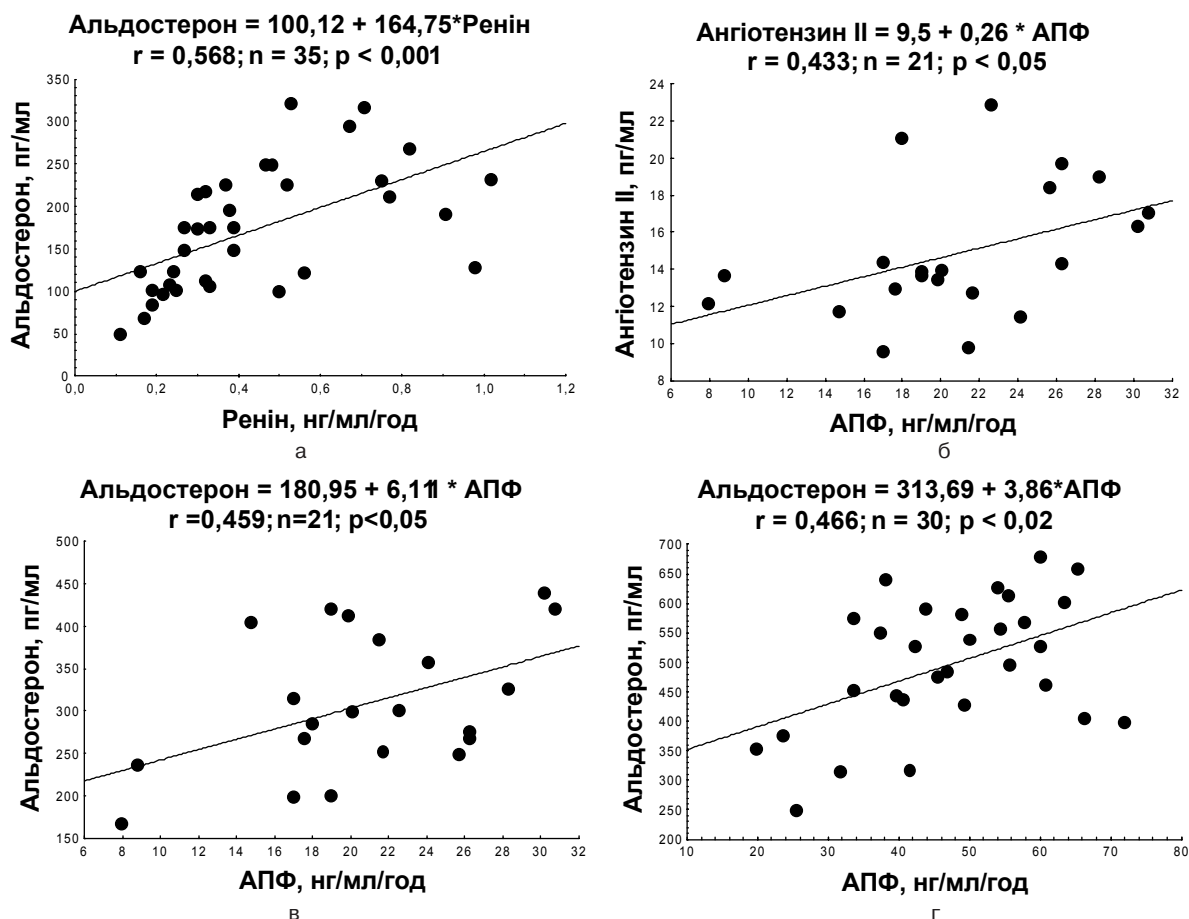 Альдостерон = 100,12 + 164,75*Ренін
r = 0,568; n = 35; p < 0,001
350
300
250
200
150
100
50
0
Альдостерон, пг/мл
0,0 0,2 0,4 0,6 0,8 1,0 1,2
Ренін, нг/мл/год
а
Ангіотензин II = 9,5 + 0,26 * АПФ
r = 0,433; n = 21; p < 0,05
24
22
20
18
16
14
12
10
8
Ангіотензин II, пг/мл
6 8 10 12 14 16 18 20 22 24 26 28 30 32
АПФ, нг/мл/год
б
Альдостерон = 180,95 + 6,111 * АПФ
r =0,459; n=21; p<0,05
500
450
400
350
300
250
200
150
Альдостерон, пг/мл
6 8 10 12 14 16 18 20 22 24 26 28 30 32
АПФ, нг/мл/год
в
Альдостерон = 313,69 + 3,86*АПФ
r = 0,466; n = 30; p < 0,02
700
650
600
550
500
450
400
350
300
250
200
Альдостерон, пг/мл
10 20 30 40 50 60 70 80
АПФ, нг/мл/год
г